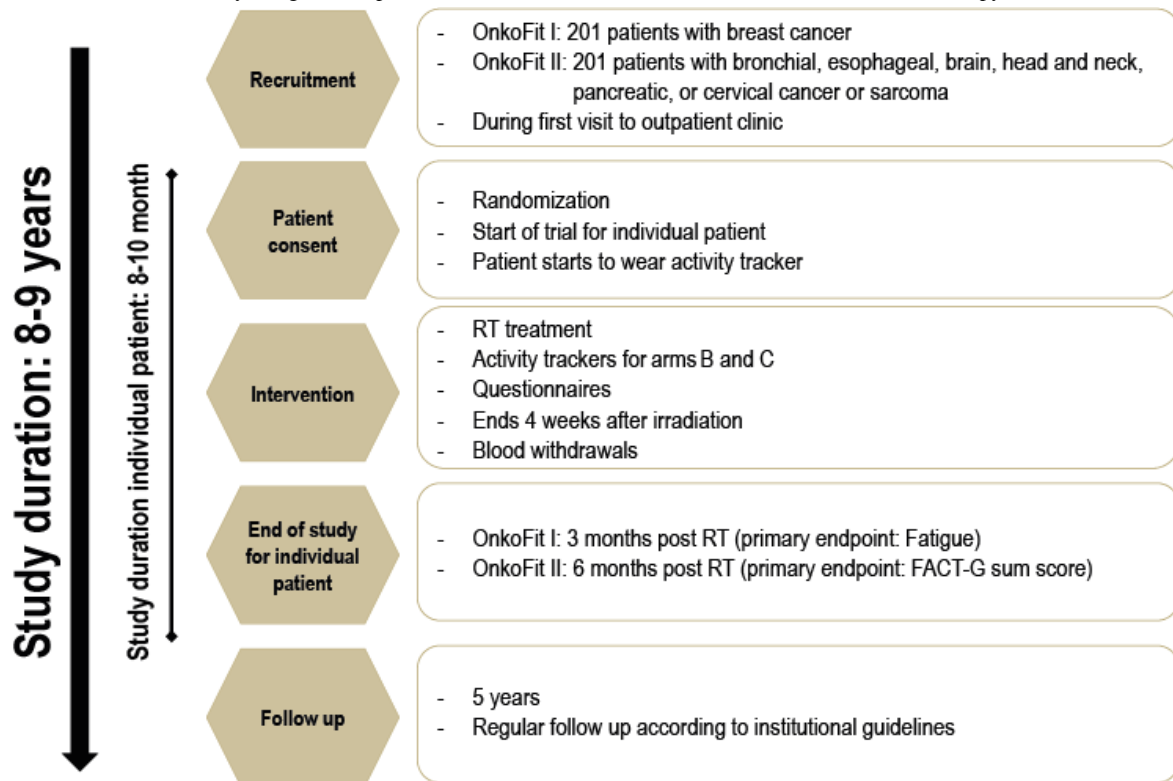 Study duration: 8-9 years
Study duration individual patient: 8-10 month
Recruitment
- OnkoFit I: 201 patients with breast cancer
- OnkoFit II: 201 patients with bronchial, esophageal, brain, head and neck,
pancreatic, or cervical cancer or sarcoma
- During first visit to outpatient clinic
Patient
consent
- Randomization
- Start of trial for individual patient
- Patient starts to wear activity tracker
Intervention
- RT treatment
- Activity trackers for arms B and C
- Questionnaires
- Ends 4 weeks after irradiation
- Blood withdrawals
End of study
for individual
patient
- OnkoFit I: 3 months post RT (primary endpoint: Fatigue)
- OnkoFit II: 6 months post RT (primary endpoint: FACT-G sum score)
Follow up
- 5 years
- Regular follow up according to institutional guidelines